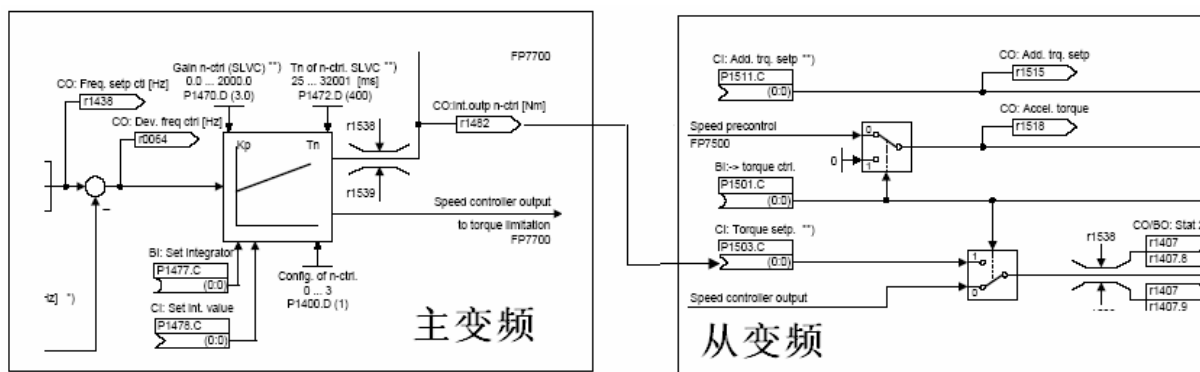 FP7700
Gain n-ctrl (SLVC) **)
0.0 ... 2000.0
P1470.D (3.0)
Tn of n-ctrl. SLVC **)
25 ... 32001 [ms]
P1472.D (400)
CO: Freq. setp ctl [Hz]
r1438
CO: Dev. freq ctrl [Hz]
r0064
Kp
Tn
r1538
r1539
CO:Int.outp n-ctrl [Nm]
r1482
Speed controller output
to torque limitation
FP7700
–
Hz] *)
BI: Set integrator
P1477.C
(0:0)
CI: Set int. value
P1478.C
(0:0)
Config. of n-ctrl.
0 ... 3
P1400.D (1)
主变频
CI: Add. trq. setp **)
P1511.C
(0:0)
CO: Add. trq. setp
r1515
CO: Accel. torque
r1518
Speed precontrol
FP7500
0
0
1
BI:-> torque ctrl.
P1501.C
(0:0)
CI: Torque setp. **)
P1503.C
(0:0)
1
0
Speed controller output
r1538
CO/BO: Stat
r1407
r1407.8
r1407
r1407.9
从变频